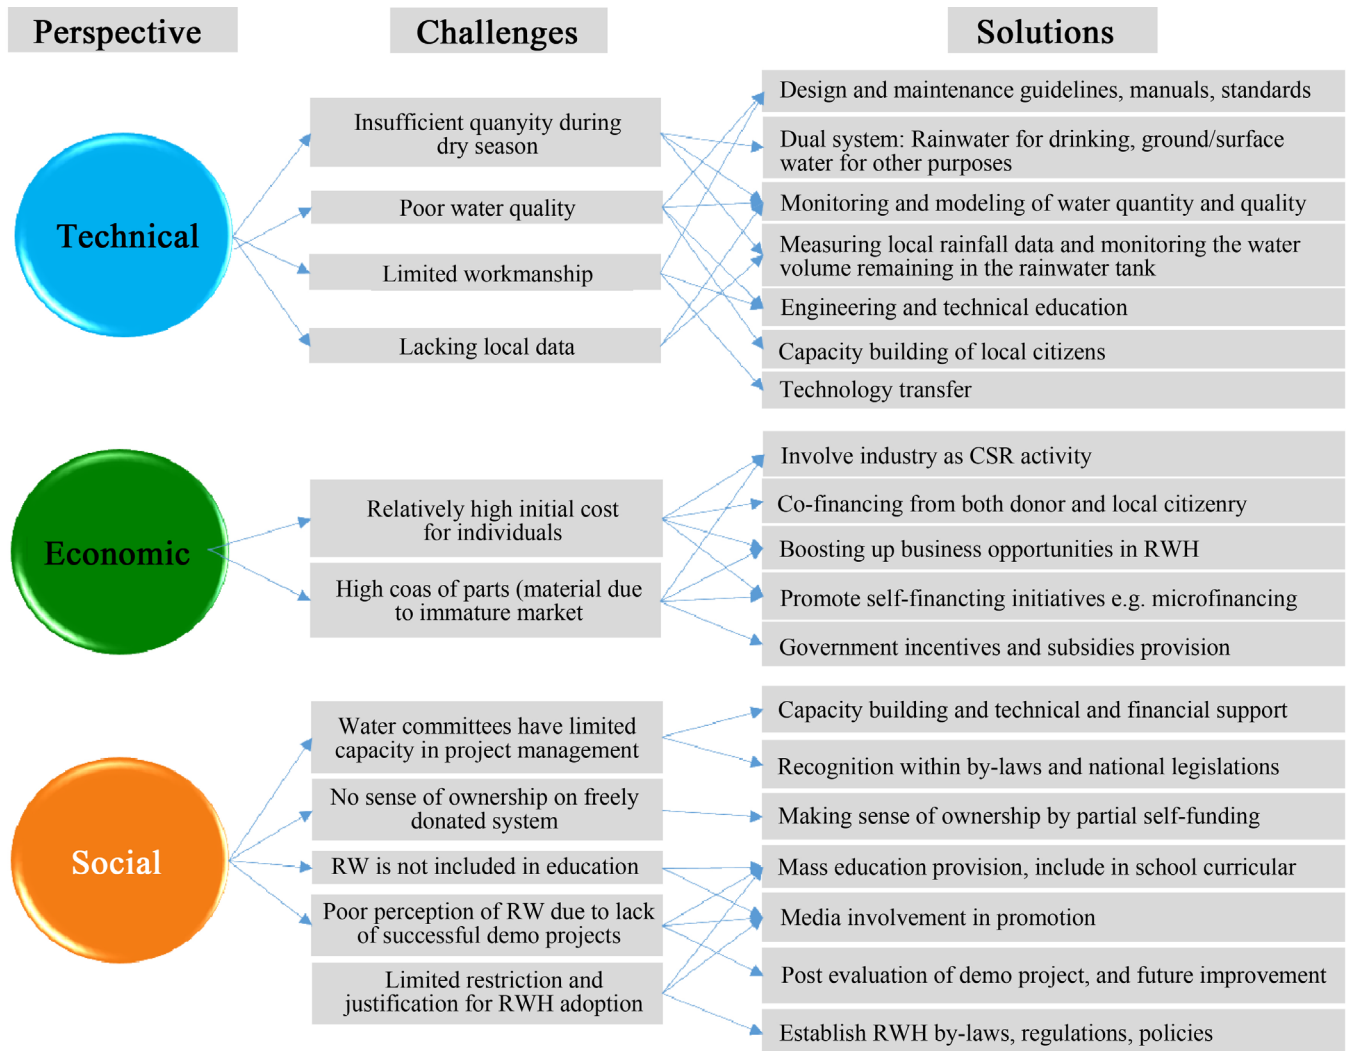 Perspective
Challenges
Solutions
Technical
Insufficient quanyity during
dry season
Poor water quality
Limited workmanship
Lacking local data
Design and maintenance guidelines, manuals, standards
Dual system: Rainwater for drinking, ground/surface
water for other purposes
Monitoring and modeling of water quantity and quality
Measuring local rainfall data and monitoring the water
volume remaining in the rainwater tank
Engineering and technical education
Capacity building of local citizens
Technology transfer
Economic
Relatively high initial cost
for individuals
High coas of parts (material due
to immature market
Involve industry as CSR activity
Co-financing from both donor and local citizenry
Boosting up business opportunities in RWH
Promote self-financting initiatives e.g. microfinancing
Government incentives and subsidies provision
Social
Water committees have limited
capacity in project management
No sense of ownership on freely
donated system
RW is not included in education
Poor perception of RW due to lack
of successful demo projects
Limited restriction and
justification for RWH adoption
Capacity building and technical and financial support
Recognition within by-laws and national legislations
Making sense of ownership by partial self-funding
Mass education provision, include in school curricular
Media involvement in promotion
Post evaluation of demo project, and future improvement
Establish RWH by-laws, regulations, policies